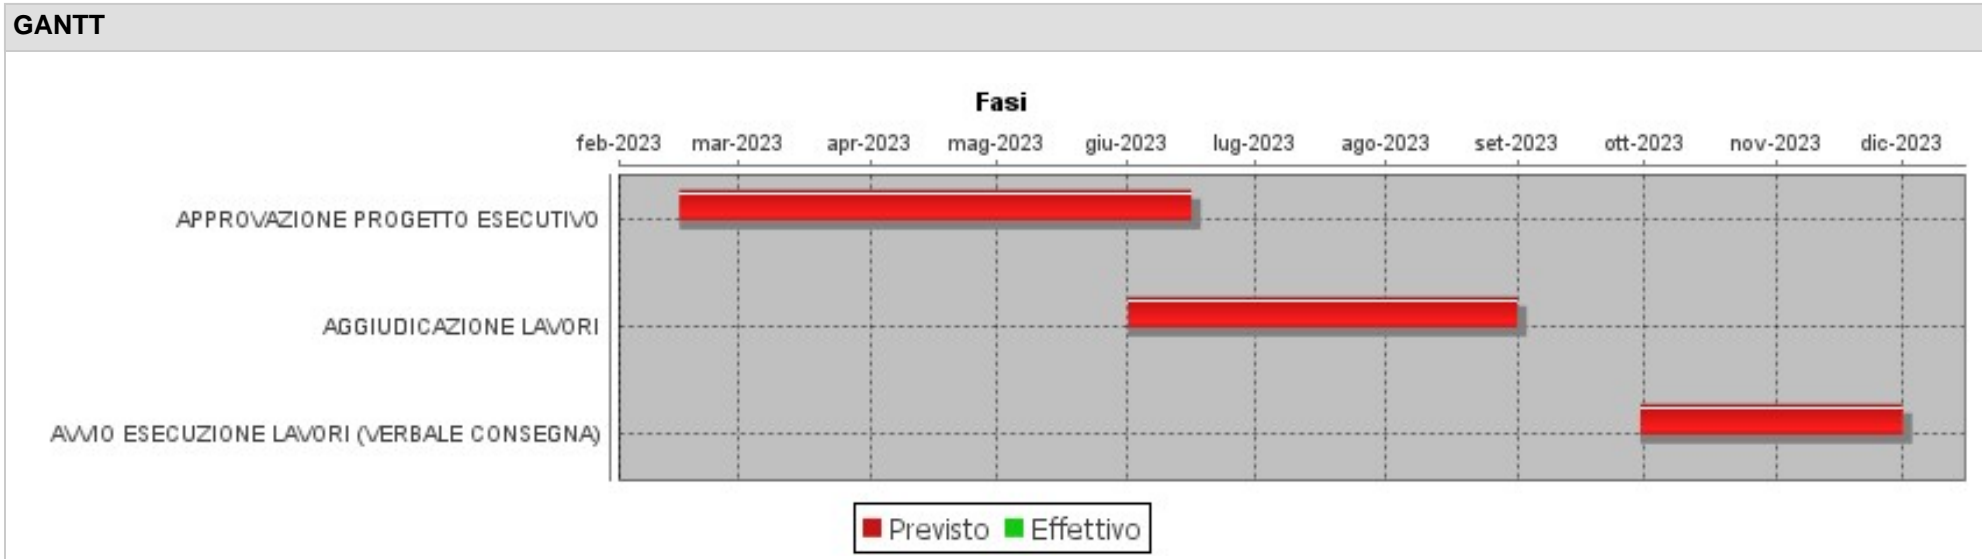 GANTT
Fasi
feb-2023 mar-2023 apr-2023 mag-2023 giu-2023 lug-2023 ago-2023 set-2023 ott-2023 nov-2023 dic-2023
APPROVAZIONE PROGETTO ESECUTIVO
AGGIUDICAZIONE LAVORI
AVVIO ESECUZIONE LAVORI (VERBALE CONSEGNA)
Previsto Effettivo